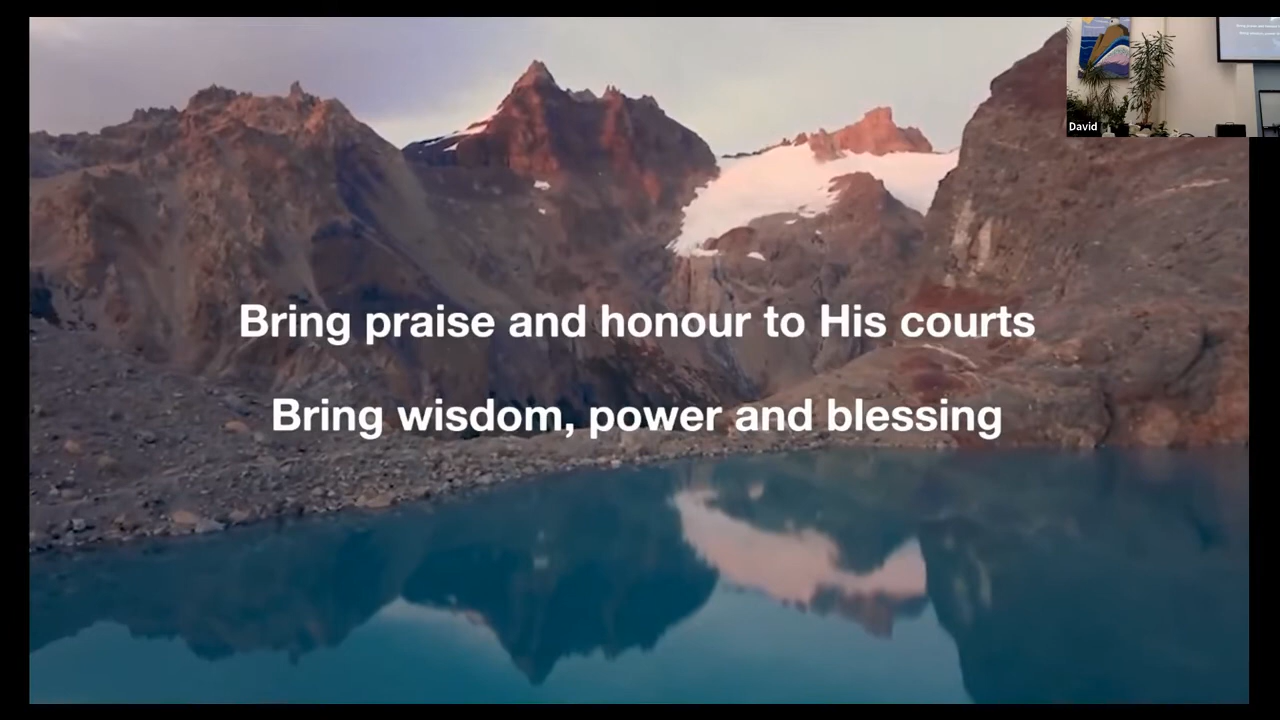 Bring praise and honour to His courts
Bring wisdom, power and blessing
David